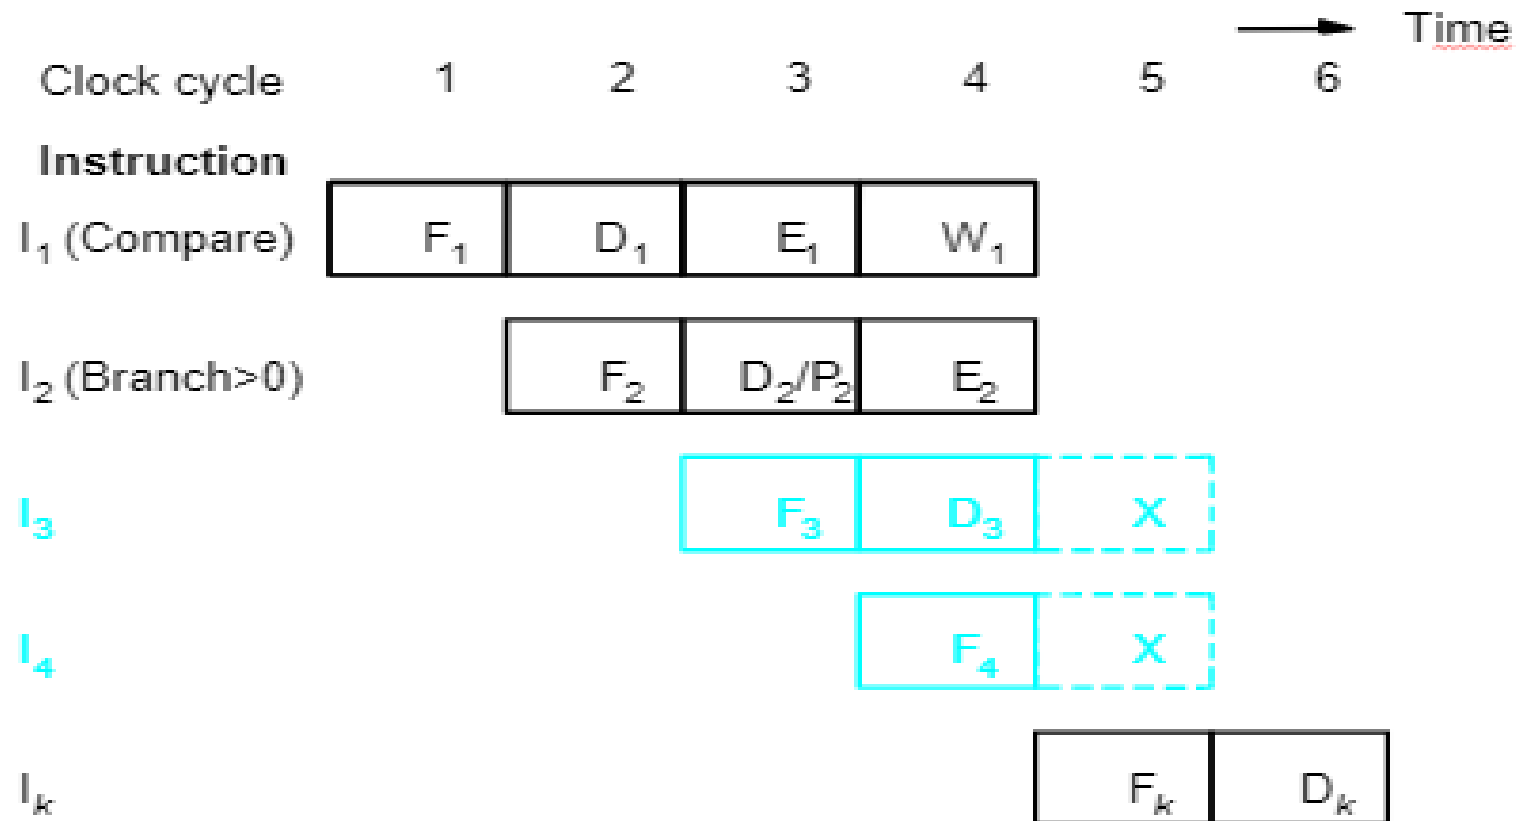 Time
Clock cycle 1 2 3 4 5 6
Instruction
I₁ (Compare) F₁ D₁ E₁ W₁
I₂ (Branch>0) F₂ D₂/P₂ E₂
I₃ F₃ D₃ X
I₄ F₄ X
Iₖ Fₖ Dₖ